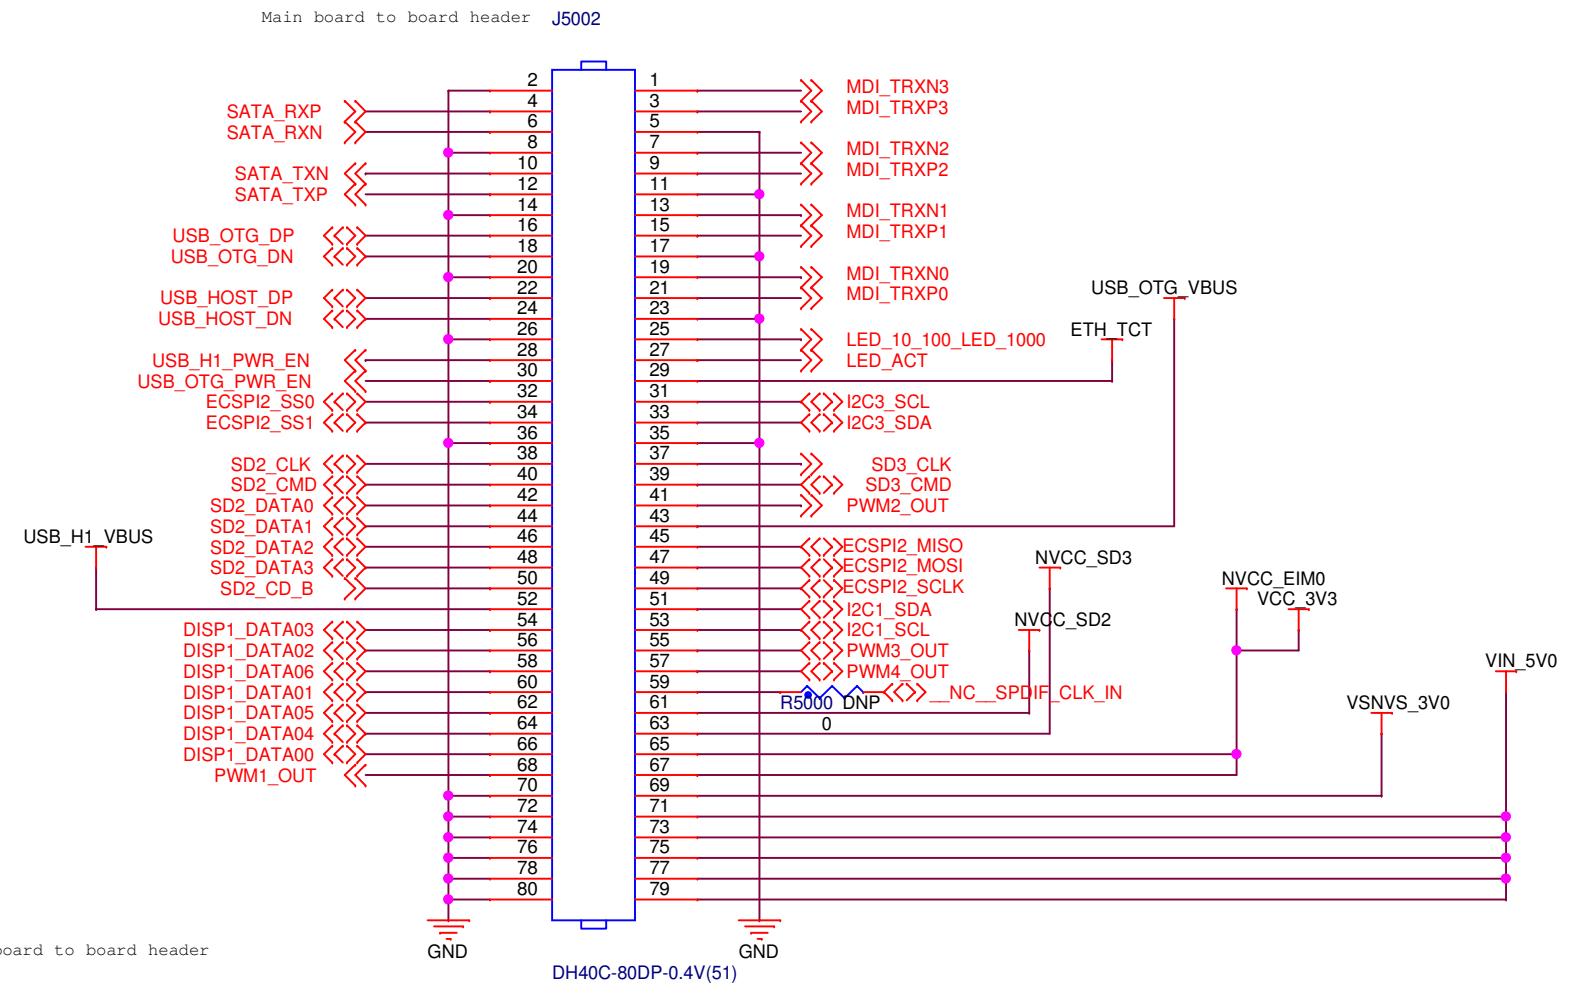 Main board to board header J5002
2 1 MDI_TRXN3
SATA_RXP 4 3 MDI_TRXP3
SATA_RXN 6 5
8 7 MDI_TRXN2
SATA_TXN 10 9 MDI_TRXP2
SATA_TXP 12 11
14 13 MDI_TRXN1
USB_OTG_DP 16 15 MDI_TRXP1
USB_OTG_DN 18 17
20 19 MDI_TRXN0
USB_HOST_DP 22 21 MDI_TRXP0 USB_OTG_VBUS
USB_HOST_DN 24 23
26 25 LED_10_100_LED_1000 ETH_TCT
USB_H1_PWR_EN 28 27 LED_ACT
USB_OTG_PWR_EN 30 29
ECSPI2_SS0 32 31 I2C3_SCL
ECSPI2_SS1 34 33 I2C3_SDA
36 35
SD2_CLK 38 37 SD3_CLK
SD2_CMD 40 39 SD3_CMD
SD2_DATA0 42 41 PWM2_OUT
SD2_DATA1 44 43
USB_H1_VBUS SD2_DATA2 46 45 ECSPI2_MISO
SD2_DATA3 48 47 ECSPI2_MOSI NVCC_SD3
SD2_CD_B 50 49 ECSPI2_SCLK NVCC_EIM0
52 51 I2C1_SDA VCC_3V3
DISP1_DATA03 54 53 I2C1_SCL NVCC_SD2
DISP1_DATA02 56 55 PWM3_OUT
DISP1_DATA06 58 57 PWM4_OUT VIN_5V0
DISP1_DATA01 60 59 __NC__SPDIF_CLK_IN
DISP1_DATA05 62 61 R5000 DNP VSNVS_3V0
DISP1_DATA04 64 63 0
DISP1_DATA00 66 65
PWM1_OUT 68 67
70 69
72 71
74 73
76 75
78 77
80 79
GND GND
board to board header
DH40C-80DP-0.4V(51)